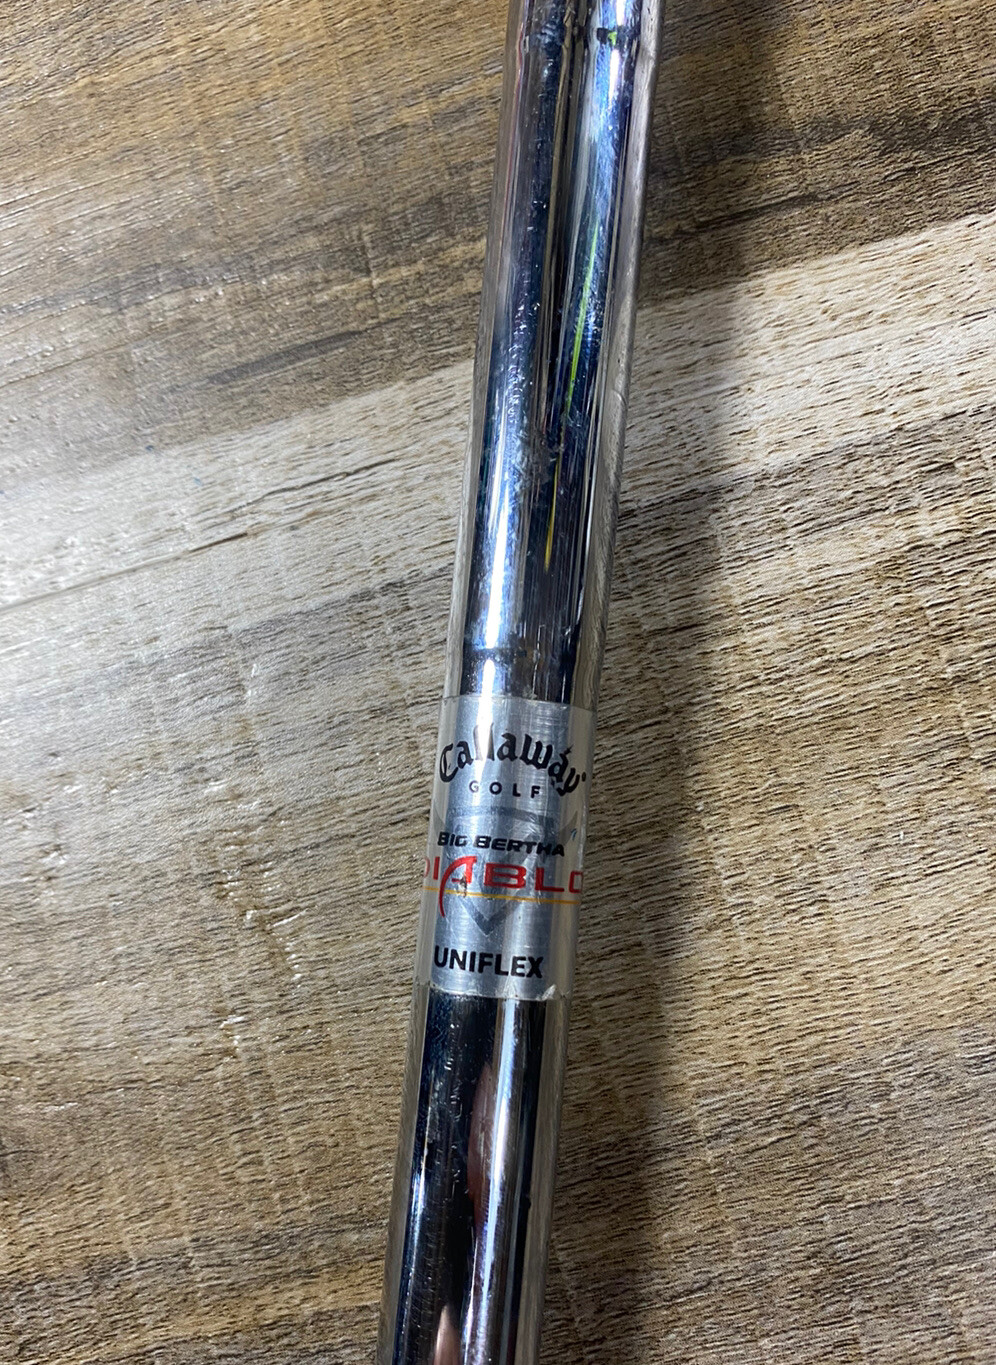 Callaway
GOLF
BIG BERTHA
DIABLO
UNIFLEX